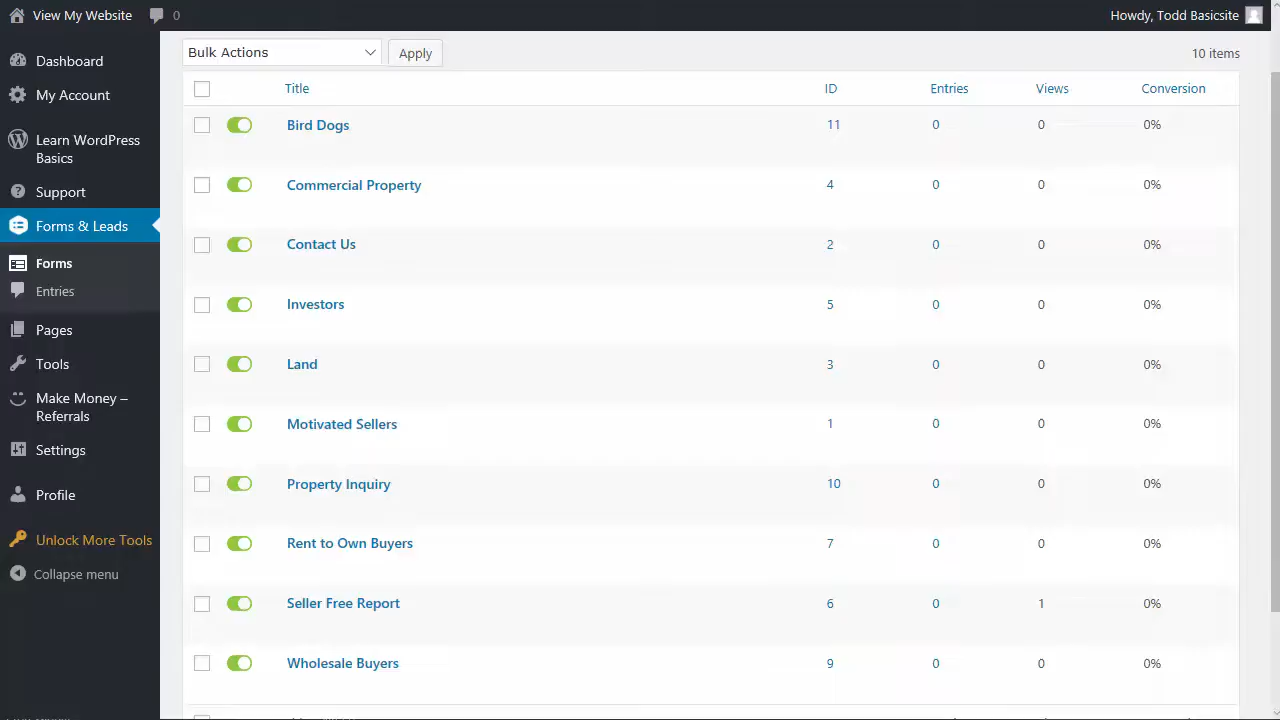 View My Website 0 Howdy, Todd Basicsite
Dashboard
My Account
Learn WordPress
Basics
Support
Forms & Leads
Forms
Entries
Pages
Tools
Make Money –
Referrals
Settings
Profile
Unlock More Tools
Collapse menu
Bulk Actions Apply 10 items
Title ID Entries Views Conversion
Bird Dogs 11 0 0 0%
Commercial Property 4 0 0 0%
Contact Us 2 0 0 0%
Investors 5 0 0 0%
Land 3 0 0 0%
Motivated Sellers 1 0 0 0%
Property Inquiry 10 0 0 0%
Rent to Own Buyers 7 0 0 0%
Seller Free Report 6 0 1 0%
Wholesale Buyers 9 0 0 0%